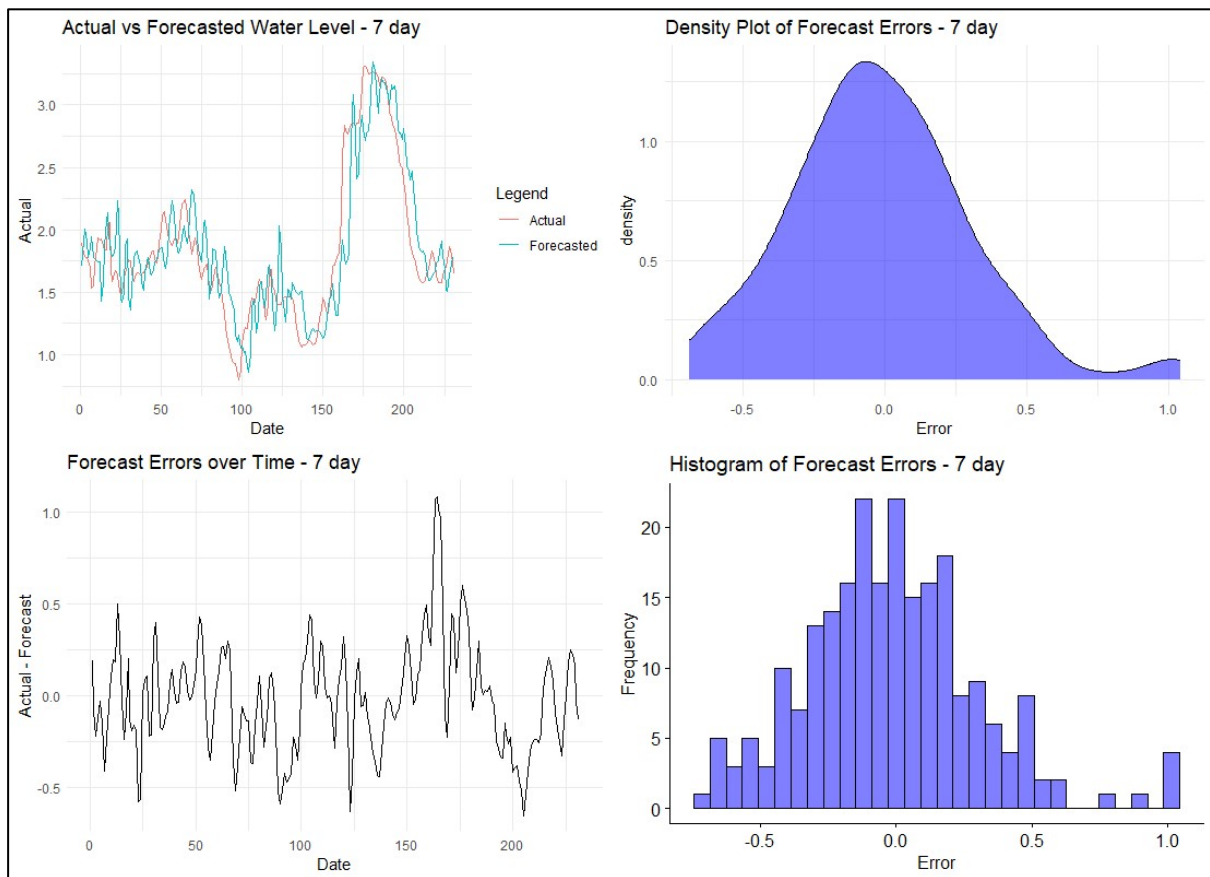 Actual vs Forecasted Water Level - 7 day
Actual
3.0
2.5
2.0
1.5
1.0
0
50
100
150
200
Date
Legend
Actual
Forecasted
Density Plot of Forecast Errors - 7 day
density
1.0
0.5
0.0
-0.5
0.0
0.5
1.0
Error
Forecast Errors over Time - 7 day
Actual - Forecast
1.0
0.5
0.0
-0.5
0
50
100
150
200
Date
Histogram of Forecast Errors - 7 day
Frequency
20
15
10
5
0
-0.5
0.0
0.5
1.0
Error